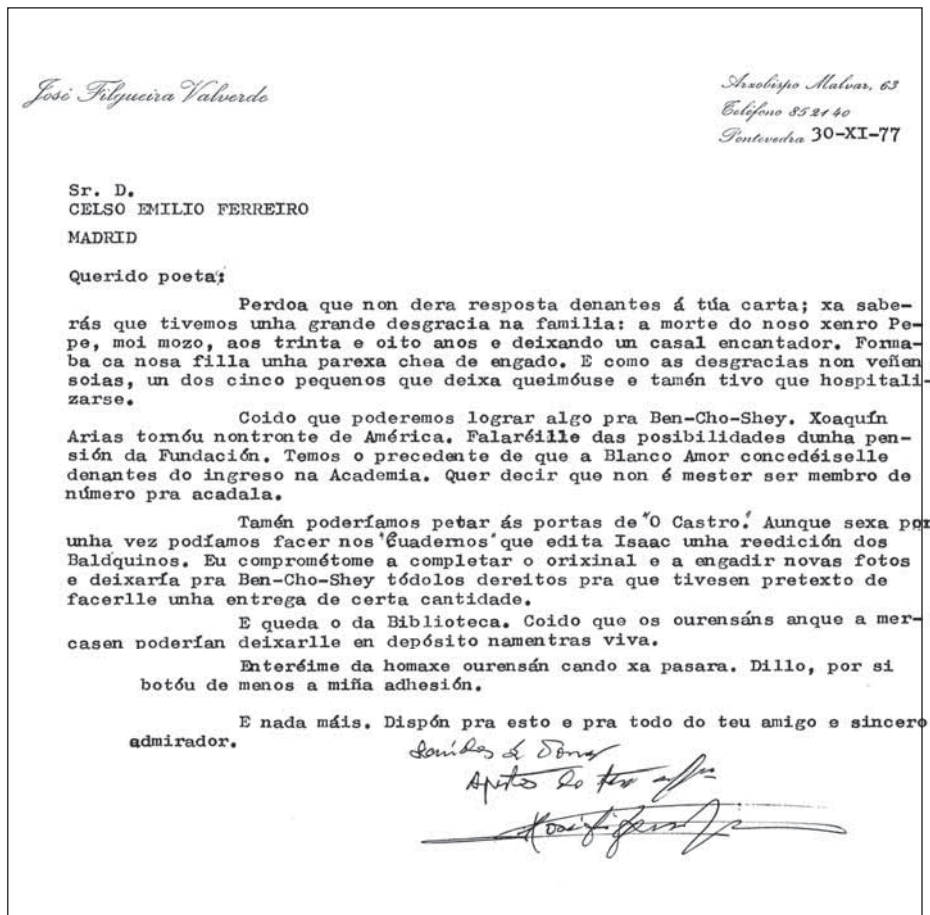 José Filgueira Valverde
Arzobispo Malvar, 63
Teléfono 85 21 40
Pontevedra 30-XI-77
Sr. D.
CELSO EMILIO FERREIRO
MADRID
Querido poeta:
Perdoa que non dera resposta denantes á túa carta; xa sabe-
rás que tivemos unha grande desgracia na familia: a morte do noso xenro Pe-
pe, moi mozo, aos trinta e oito anos e deixando un casal encantador. Forma-
ba ca nosa filla unha parexa chea de engado. E como as desgracias non veñen
soias, un dos cinco pequenos que deixa queimóuse e tamén tivo que hospitali-
zarse.
Coido que poderemos lograr algo pra Ben-Cho-Shey. Xoaquín
Arias tornóu nontronte de América. Falaréille das posibilidades dunha pen-
sión da Fundación. Temos o precedente de que a Blanco Amor concedéiselle
denantes do ingreso na Academia. Quer decir que non é mester ser membro de
número pra acadala.
Tamén poderíamos petar ás portas de "O Castro". Aunque sexa por
unha vez podíamos facer nos 'Cuadernos' que edita Isaac unha reedición dos
Baldquinos. Eu comprométome a completar o orixinal e a engadir novas fotos
e deixaría pra Ben-Cho-Shey tódolos dereitos pra que tivesen pretexto de
facerlle unha entrega de certa cantidade.
E queda o da Biblioteca. Coido que os ourensáns anque a mer-
casen poderían deixarlle en depósito namentras viva.
Enteréime da homaxe ourensán cando xa pasara. Dillo, por si
botóu de menos a miña adhesión.
E nada máis. Dispón pra esto e pra todo do teu amigo e sincero
admirador.